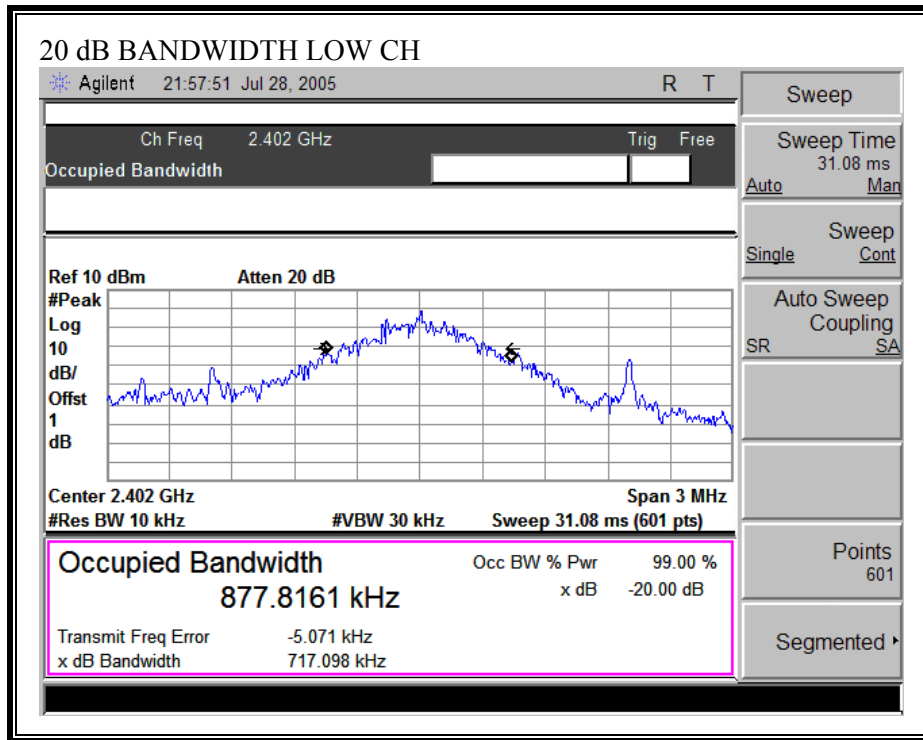 20 dB BANDWIDTH LOW CH
Agilent 21:57:51 Jul 28, 2005 R T
Ch Freq 2.402 GHz Trig Free
Occupied Bandwidth
Ref 10 dBm Atten 20 dB
#Peak
Log
10
dB/
Offst
1
dB
Center 2.402 GHz Span 3 MHz
#Res BW 10 kHz #VBW 30 kHz Sweep 31.08 ms (601 pts)
Occupied Bandwidth Occ BW % Pwr 99.00 %
877.8161 kHz x dB -20.00 dB
Transmit Freq Error -5.071 kHz
x dB Bandwidth 717.098 kHz
Sweep
Sweep Time
31.08 ms
Auto Man
Sweep
Single Cont
Auto Sweep
Coupling
SR SA
Points
601
Segmented